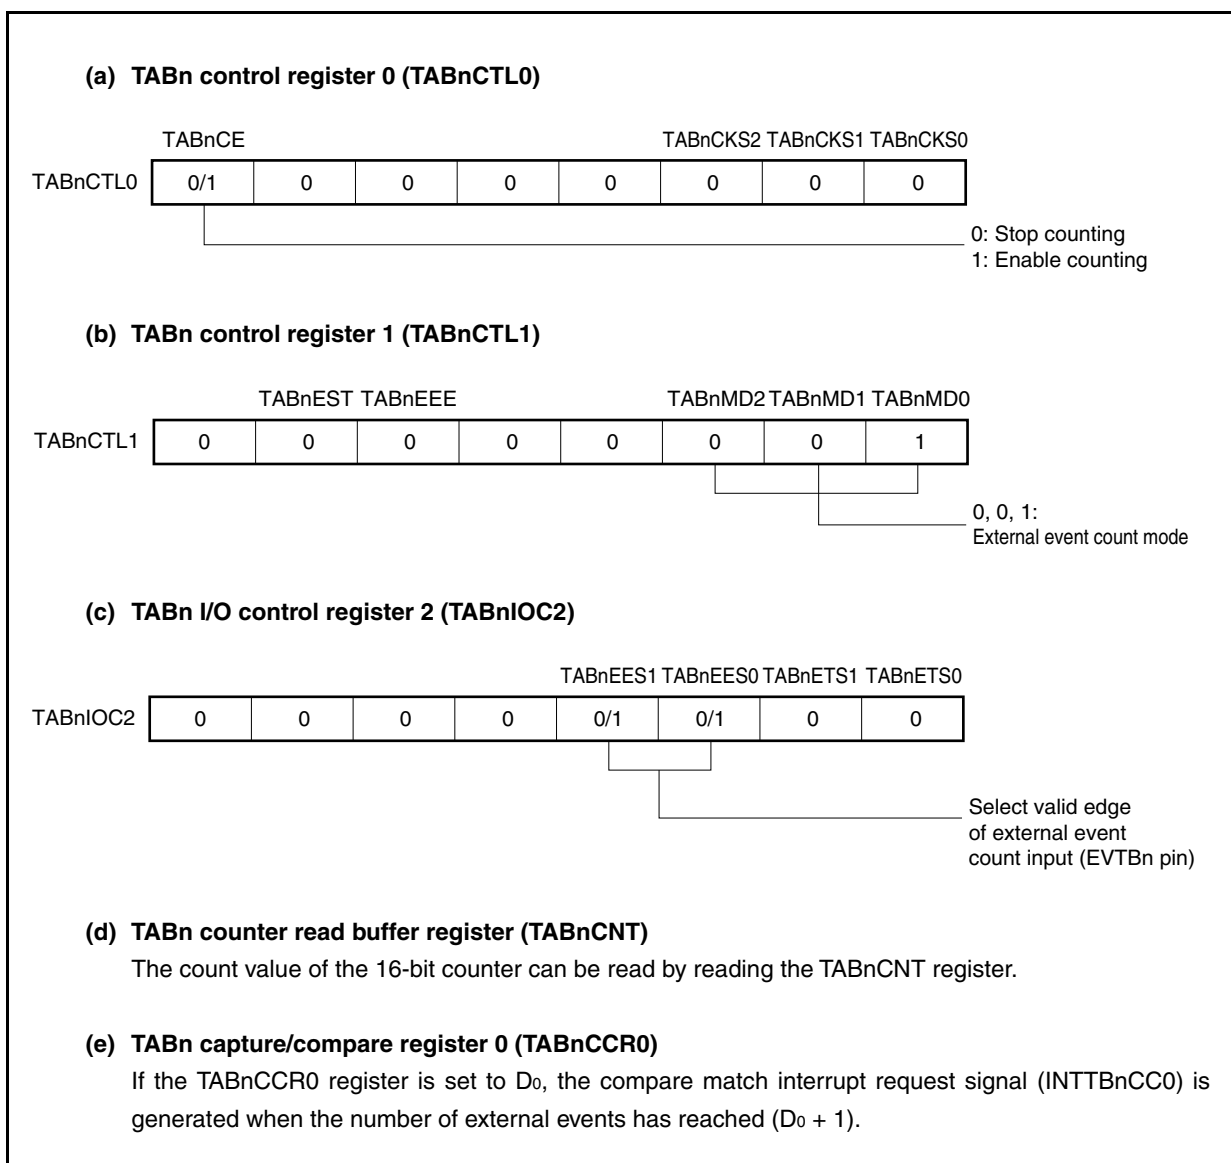 (a) TABn control register 0 (TABnCTL0)
TABnCE TABnCKS2 TABnCKS1 TABnCKS0
TABnCTL0 0/1 0 0 0 0 0 0 0
0: Stop counting
1: Enable counting
(b) TABn control register 1 (TABnCTL1)
TABnEST TABnEEE TABnMD2 TABnMD1 TABnMD0
TABnCTL1 0 0 0 0 0 0 0 1
0, 0, 1:
External event count mode
(c) TABn I/O control register 2 (TABnIOC2)
TABnEES1 TABnEES0 TABnETS1 TABnETS0
TABnIOC2 0 0 0 0 0/1 0/1 0 0
Select valid edge
of external event
count input (EVTBn pin)
(d) TABn counter read buffer register (TABnCNT)
The count value of the 16-bit counter can be read by reading the TABnCNT register.
(e) TABn capture/compare register 0 (TABnCCR0)
If the TABnCCR0 register is set to D0, the compare match interrupt request signal (INTTBnCC0) is
generated when the number of external events has reached (D0 + 1).